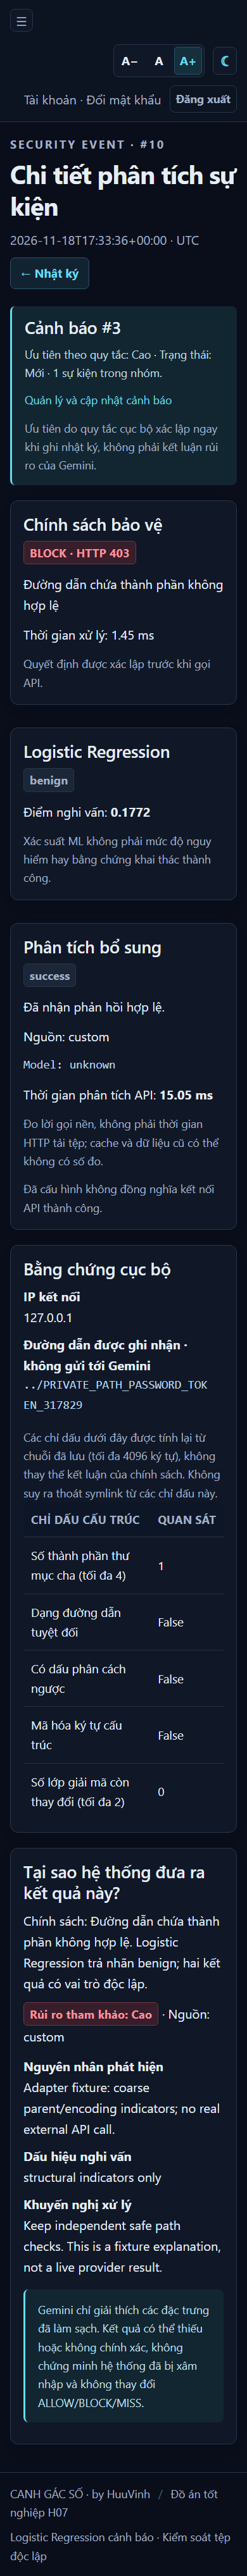 ☰
A− A A+ ☾
Tài khoản · Đổi mật khẩu Đăng xuất
SECURITY EVENT · #10
Chi tiết phân tích sự
kiện
2026-11-18T17:33:36+00:00 · UTC
← Nhật ký
Cảnh báo #3
Ưu tiên theo quy tắc: Cao · Trạng thái:
Mới · 1 sự kiện trong nhóm.
Quản lý và cập nhật cảnh báo
Ưu tiên do quy tắc cục bộ xác lập ngay
khi ghi nhật ký, không phải kết luận rủi
ro của Gemini.
Chính sách bảo vệ
BLOCK · HTTP 403
Đường dẫn chứa thành phần không
hợp lệ
Thời gian xử lý: 1.45 ms
Quyết định được xác lập trước khi gọi
API.
Logistic Regression
benign
Điểm nghi vấn: 0.1772
Xác suất ML không phải mức độ nguy
hiểm hay bằng chứng khai thác thành
công.
Phân tích bổ sung
success
Đã nhận phản hồi hợp lệ.
Nguồn: custom
Model: unknown
Thời gian phân tích API: 15.05 ms
Đo lời gọi nền, không phải thời gian
HTTP tải tệp; cache và dữ liệu cũ có thể
không có số đo.
Đã cấu hình không đồng nghĩa kết nối
API thành công.
Bằng chứng cục bộ
IP kết nối
127.0.0.1
Đường dẫn được ghi nhận ·
không gửi tới Gemini
../PRIVATE_PATH_PASSWORD_TOK
EN_317829
Các chỉ dấu dưới đây được tính lại từ
chuỗi đã lưu (tối đa 4096 ký tự), không
thay thế kết luận của chính sách. Không
suy ra thoát symlink từ các chỉ dấu này.
CHỈ DẤU CẤU TRÚC QUAN SÁT
Số thành phần thư
mục cha (tối đa 4) 1
Dạng đường dẫn
tuyệt đối False
Có dấu phân cách
ngược False
Mã hóa ký tự cấu
trúc False
Số lớp giải mã còn
thay đổi (tối đa 2) 0
Tại sao hệ thống đưa ra
kết quả này?
Chính sách: Đường dẫn chứa thành
phần không hợp lệ. Logistic
Regression trả nhãn benign; hai kết
quả có vai trò độc lập.
Rủi ro tham khảo: Cao · Nguồn:
custom
Nguyên nhân phát hiện
Adapter fixture: coarse
parent/encoding indicators; no real
external API call.
Dấu hiệu nghi vấn
structural indicators only
Khuyến nghị xử lý
Keep independent safe path
checks. This is a fixture explanation,
not a live provider result.
Gemini chỉ giải thích các đặc trưng
đã làm sạch. Kết quả có thể thiếu
hoặc không chính xác, không
chứng minh hệ thống đã bị xâm
nhập và không thay đổi
ALLOW/BLOCK/MISS.
CANH GÁC SỐ · by HuuVinh / Đồ án tốt
nghiệp H07
Logistic Regression cảnh báo · Kiểm soát tệp
độc lập